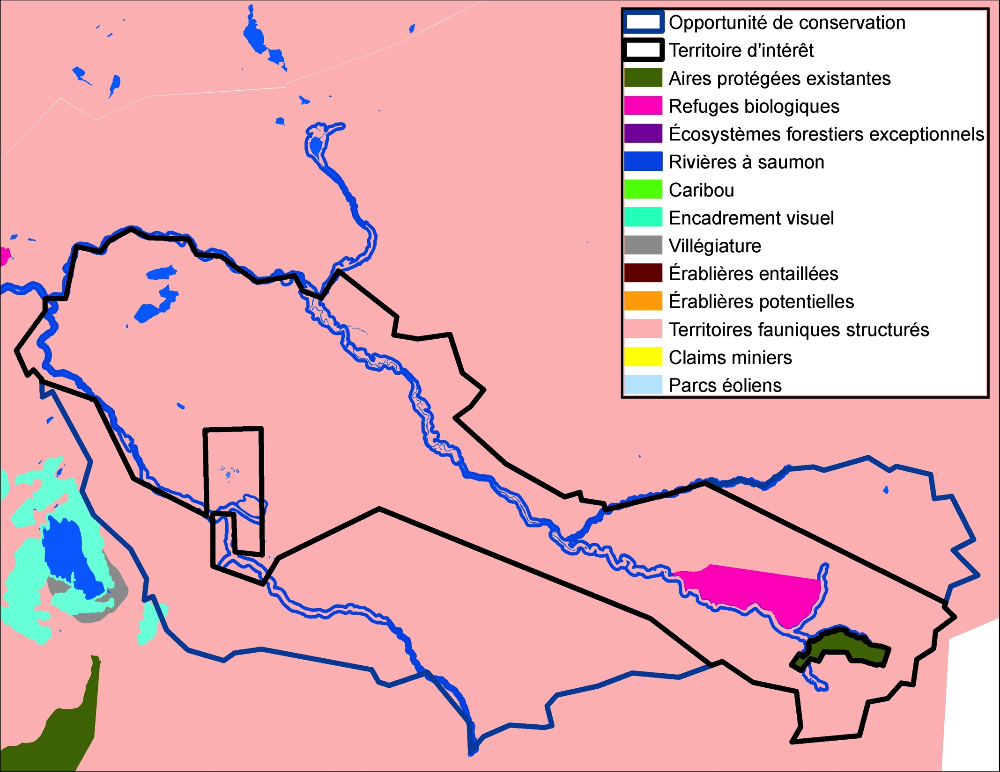 Opportunité de conservation
Territoire d'intérêt
Aires protégées existantes
Refuges biologiques
Écosystèmes forestiers exceptionnels
Rivières à saumon
Caribou
Encadrement visuel
Villégiature
Érablières entaillées
Érablières potentielles
Territoires fauniques structurés
Claims miniers
Parcs éoliens